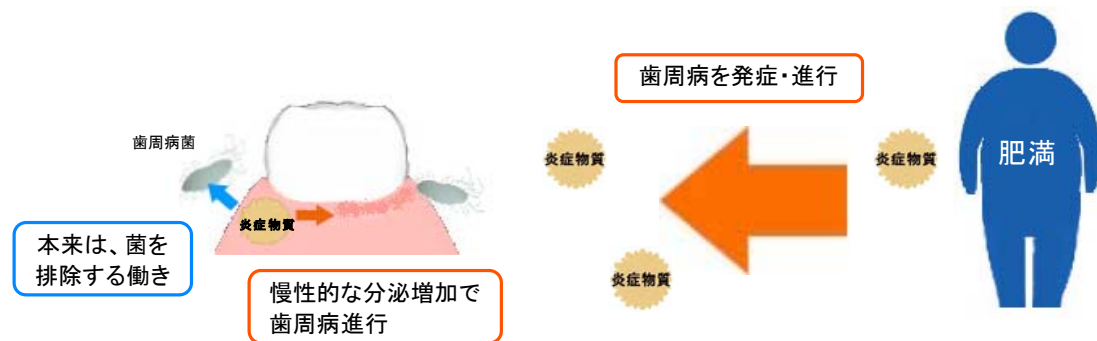 歯周病を発症・進行
歯周病菌
炎症物質
炎症物質
肥満
炎症物質
本来は、菌を
排除する働き
炎症物質
慢性的な分泌増加で
歯周病進行